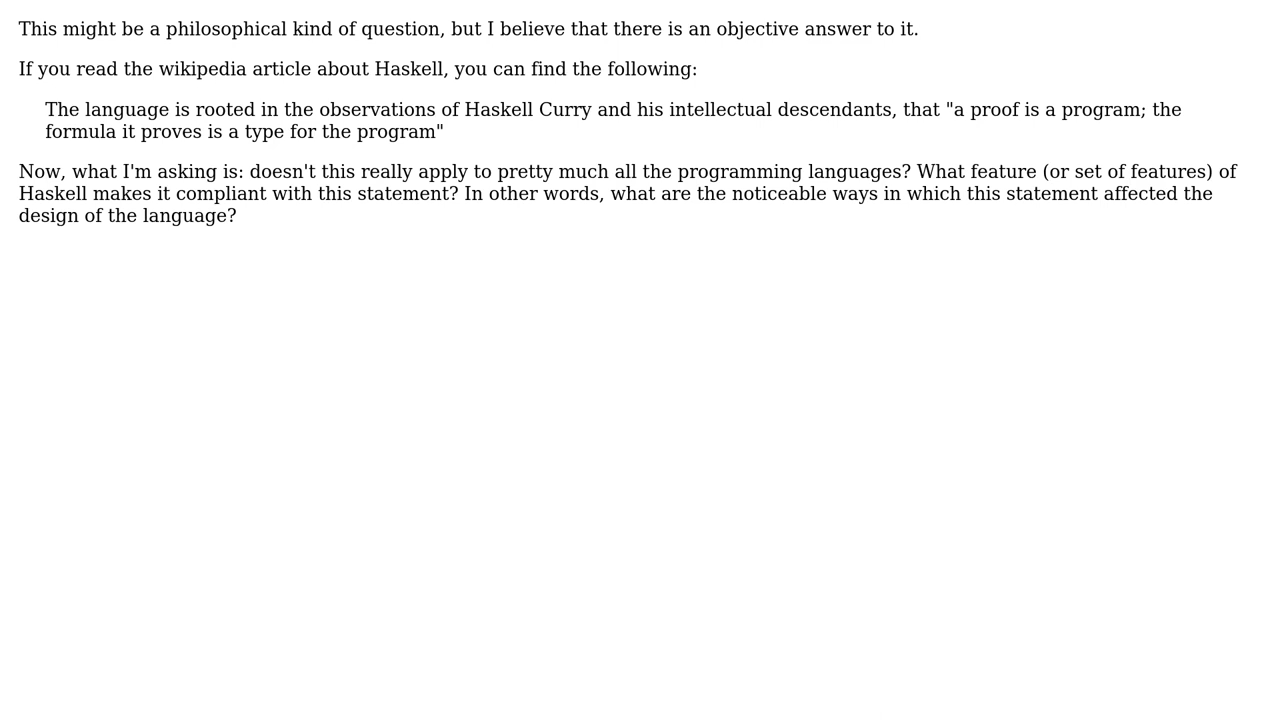 This might be a philosophical kind of question, but I believe that there is an objective answer to it.
If you read the wikipedia article about Haskell, you can find the following:
The language is rooted in the observations of Haskell Curry and his intellectual descendants, that "a proof is a program; the
formula it proves is a type for the program"
Now, what I'm asking is: doesn't this really apply to pretty much all the programming languages? What feature (or set of features) of
Haskell makes it compliant with this statement? In other words, what are the noticeable ways in which this statement affected the
design of the language?